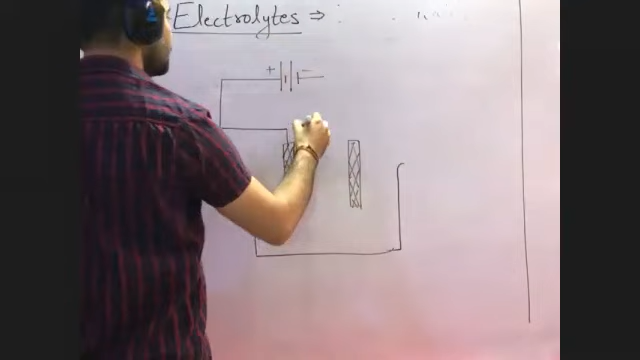 Electrolytes ⇒ :
+ −